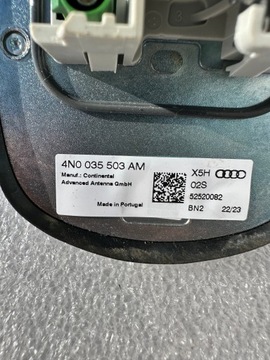 4N0 035 503 AM
Manuf.: Continental
Advanced Antenna GmbH
Made in Portugal
X5H
02S
52520082
BN2 22/23